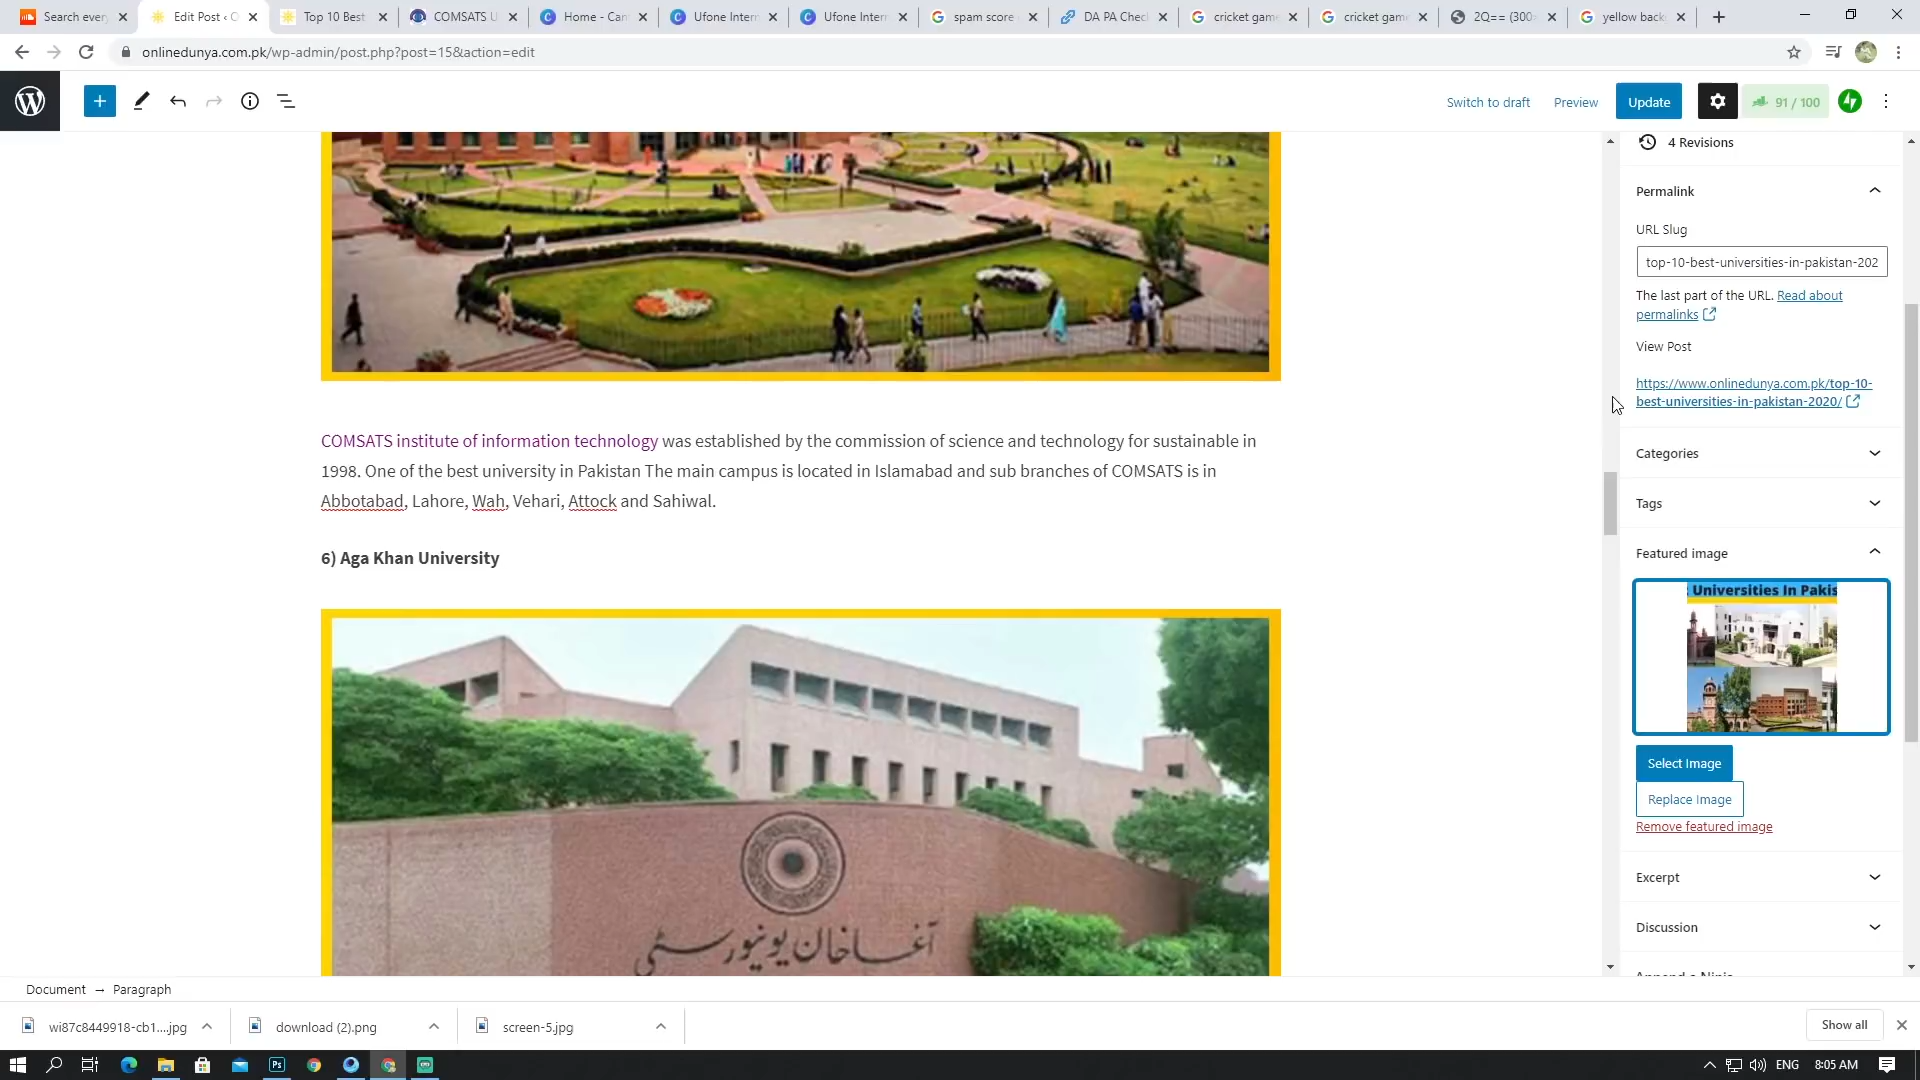 Search every
Edit Post ‹ O
Top 10 Best
COMSATS U
Home - Can
Ufone Intern
Ufone Intern
spam score
DA PA Chec
cricket game
cricket game
2Q== (300×
yellow back
onlinedunya.com.pk/wp-admin/post.php?post=15&action=edit
Switch to draft
Preview
Update
91 / 100
4 Revisions
Permalink
URL Slug
top-10-best-universities-in-pakistan-202
The last part of the URL. Read about
permalinks
View Post
https://www.onlinedunya.com.pk/top-10-
best-universities-in-pakistan-2020/
Categories
Tags
Featured image
Universities In Pakis
Select Image
Replace Image
Remove featured image
Excerpt
Discussion
COMSATS institute of information technology was established by the commission of science and technology for sustainable in
1998. One of the best university in Pakistan The main campus is located in Islamabad and sub branches of COMSATS is in
Abbotabad, Lahore, Wah, Vehari, Attock and Sahiwal.
6) Aga Khan University
آغا خان یونیورسٹی
Document → Paragraph
wi87c8449918-cb1....jpg
download (2).png
screen-5.jpg
Show all
Ps
ENG
8:05 AM